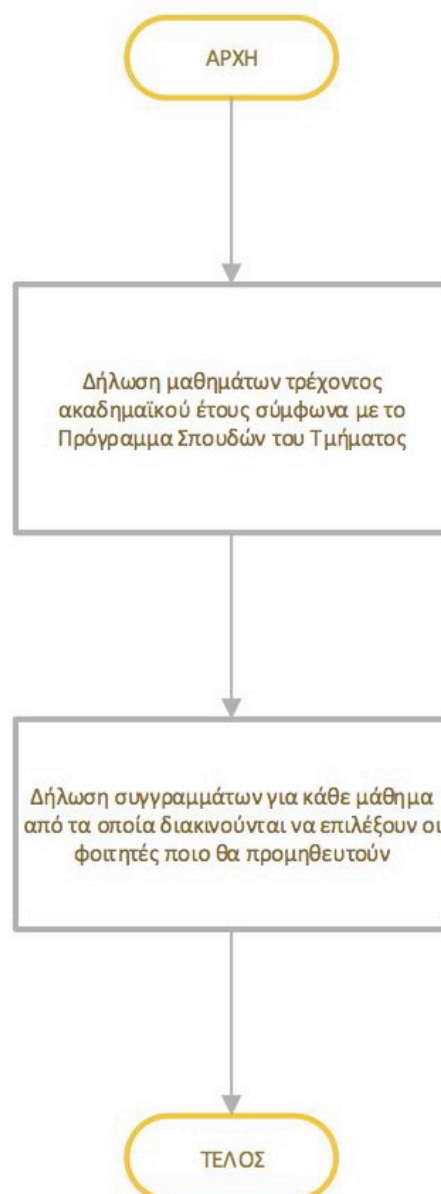 ΑΡΧΗ
Δήλωση μαθημάτων τρέχοντος
ακαδημαϊκού έτους σύμφωνα με το
Πρόγραμμα Σπουδών του Τμήματος
Δήλωση συγγραμμάτων για κάθε μάθημα
από τα οποία διακινούνται να επιλέξουν οι
φοιτητές ποιο θα προμηθευτούν
ΤΕΛΟΣ